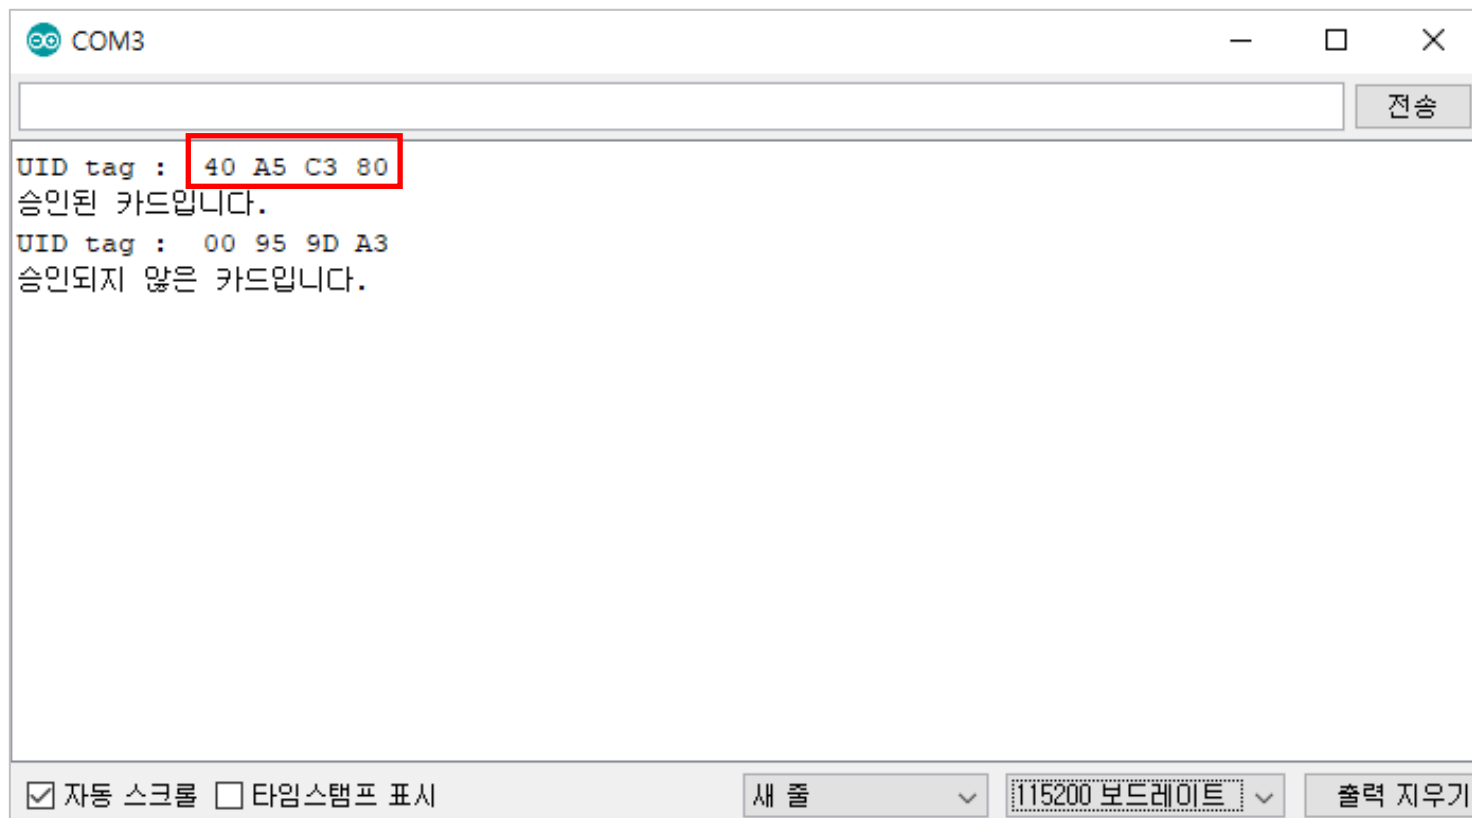 COM3
전송
UID tag :  40 A5 C3 80
승인된 카드입니다.
UID tag :  00 95 9D A3
승인되지 않은 카드입니다.
자동 스크롤 타임스탬프 표시 새 줄 115200 보드레이트 출력 지우기